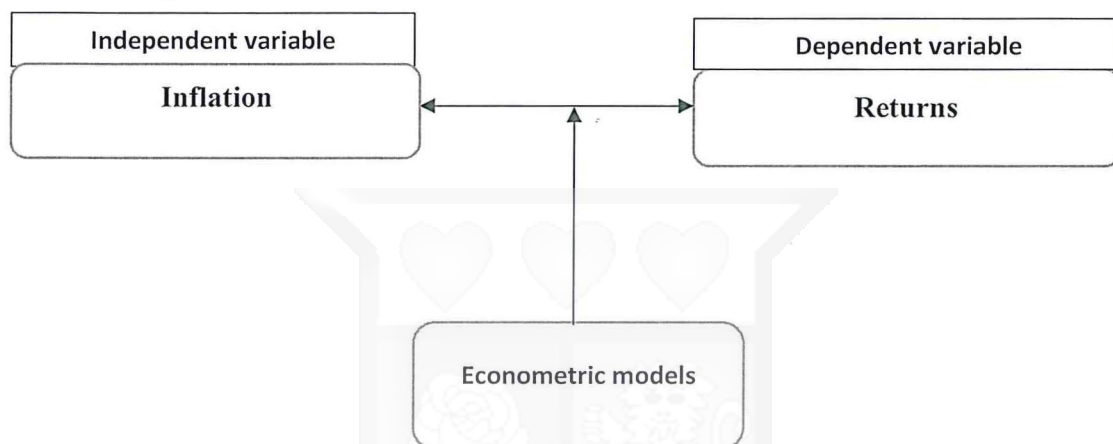 Independent variable
Inflation
Dependent variable
Returns
Econometric models